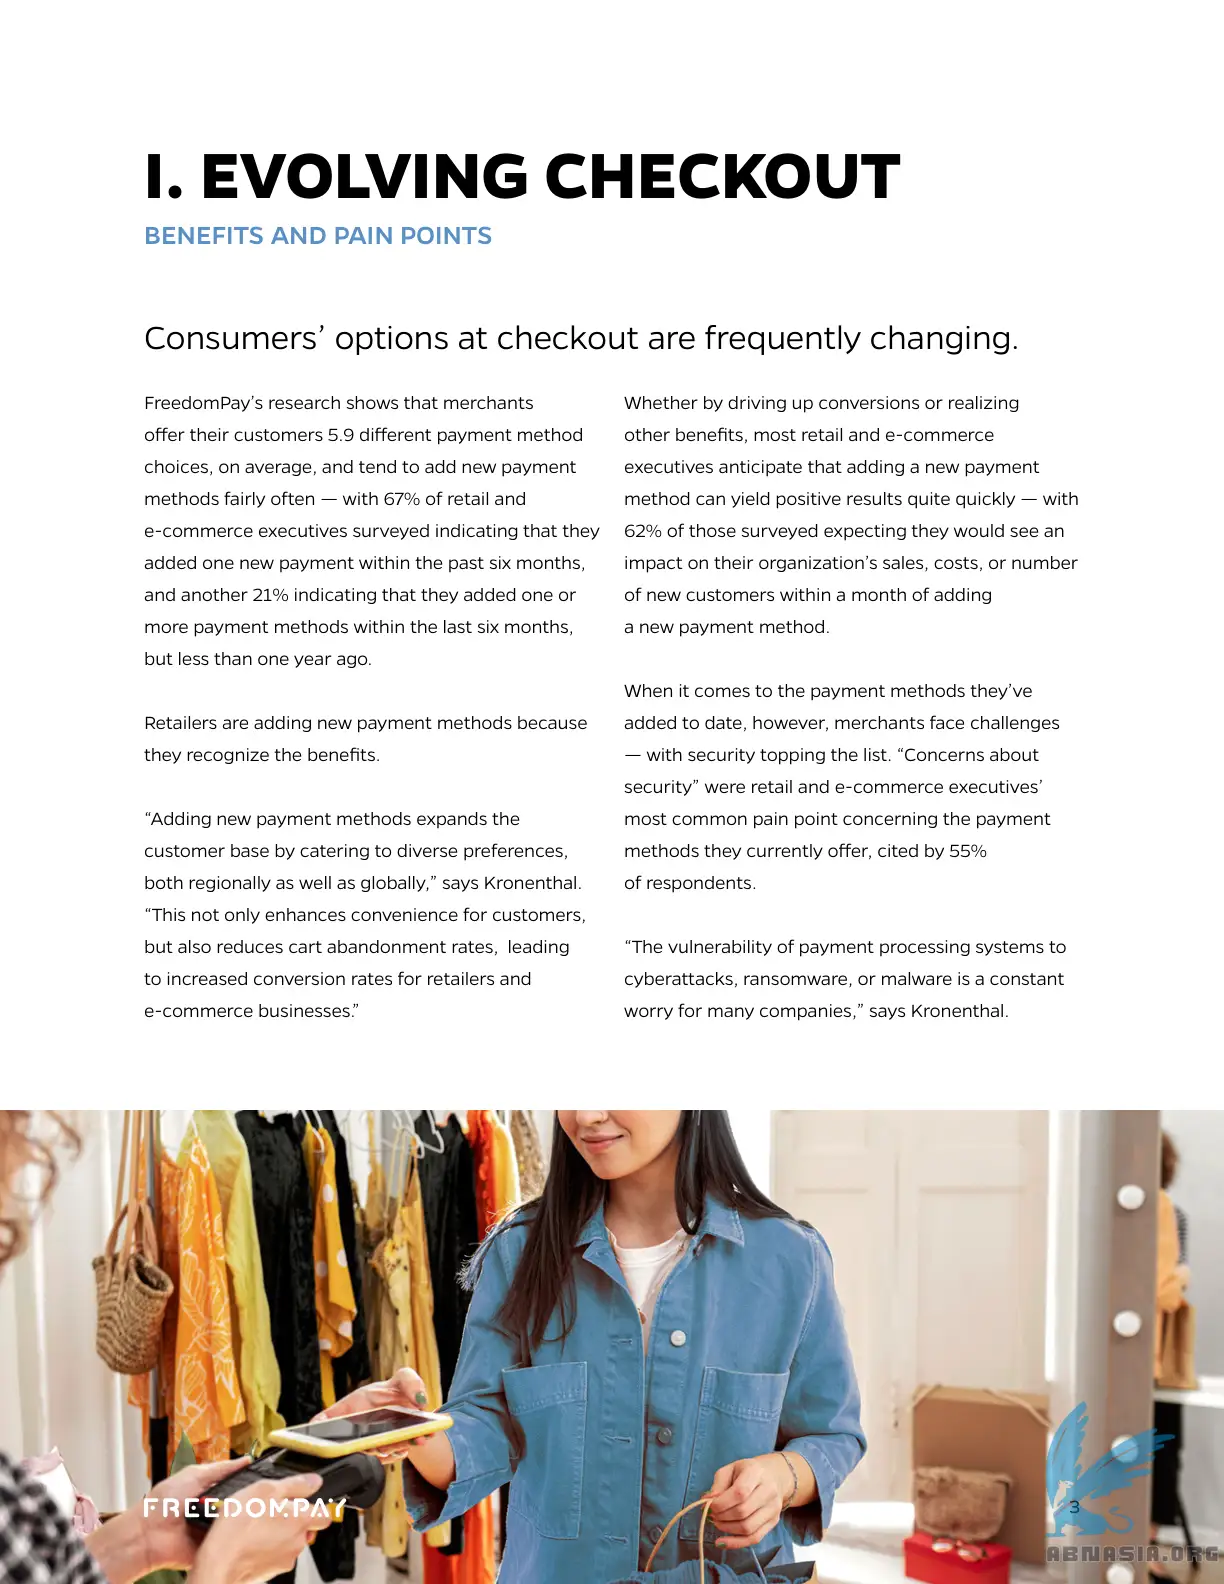 I. EVOLVING CHECKOUT
BENEFITS AND PAIN POINTS
Consumers’ options at checkout are frequently changing.
FreedomPay’s research shows that merchants
offer their customers 5.9 different payment method
choices, on average, and tend to add new payment
methods fairly often — with 67% of retail and
e-commerce executives surveyed indicating that they
added one new payment within the past six months,
and another 21% indicating that they added one or
more payment methods within the last six months,
but less than one year ago.
Retailers are adding new payment methods because
they recognize the benefits.
“Adding new payment methods expands the
customer base by catering to diverse preferences,
both regionally as well as globally,” says Kronenthal.
“This not only enhances convenience for customers,
but also reduces cart abandonment rates,  leading
to increased conversion rates for retailers and
e-commerce businesses.”
Whether by driving up conversions or realizing
other benefits, most retail and e-commerce
executives anticipate that adding a new payment
method can yield positive results quite quickly — with
62% of those surveyed expecting they would see an
impact on their organization’s sales, costs, or number
of new customers within a month of adding
a new payment method.
When it comes to the payment methods they’ve
added to date, however, merchants face challenges
— with security topping the list. “Concerns about
security” were retail and e-commerce executives’
most common pain point concerning the payment
methods they currently offer, cited by 55%
of respondents.
“The vulnerability of payment processing systems to
cyberattacks, ransomware, or malware is a constant
worry for many companies,” says Kronenthal.
FREEDOMPAY
3
ABNASIA.ORG